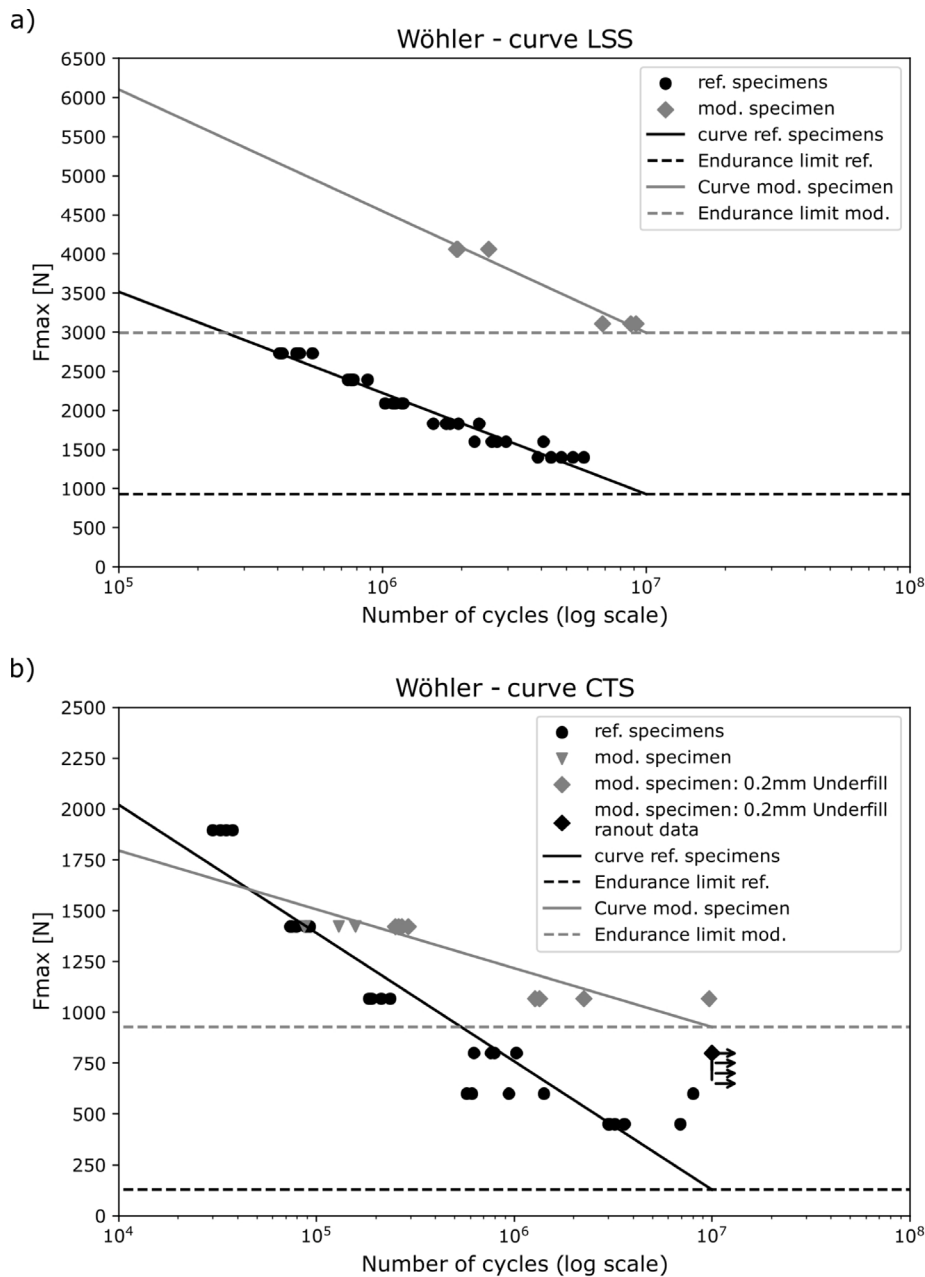 a)
Wöhler - curve LSS
6500
6000
5500
5000
4500
4000
3500
3000
2500
2000
1500
1000
500
0
Fmax [N]
ref. specimens
mod. specimen
curve ref. specimens
Endurance limit ref.
Curve mod. specimen
Endurance limit mod.
10⁵
10⁶
10⁷
10⁸
Number of cycles (log scale)
b)
Wöhler - curve CTS
2500
2250
2000
1750
1500
1250
1000
750
500
250
0
Fmax [N]
ref. specimens
mod. specimen
mod. specimen: 0.2mm Underfill
mod. specimen: 0.2mm Underfill
ranout data
curve ref. specimens
Endurance limit ref.
Curve mod. specimen
Endurance limit mod.
10⁴
10⁵
10⁶
10⁷
10⁸
Number of cycles (log scale)